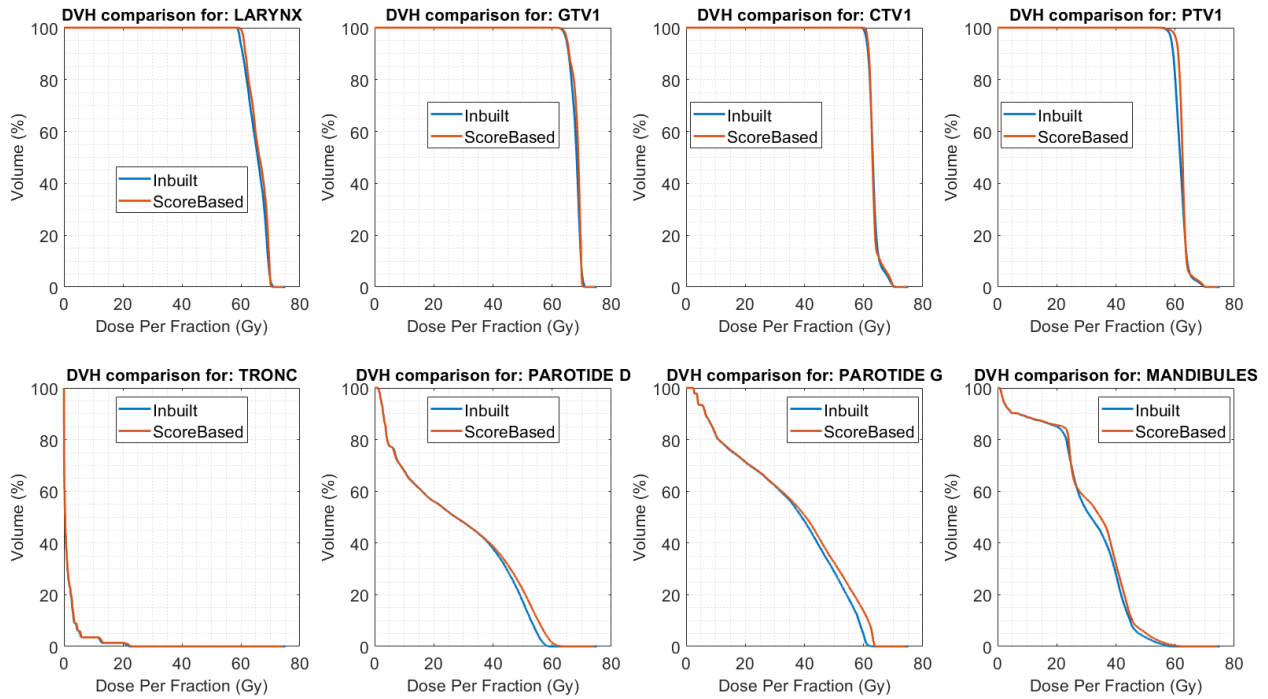 DVH comparison for: LARYNX
100
80
60
40
20
0
Volume (%)
Inbuilt
ScoreBased
0 20 40 60 80
Dose Per Fraction (Gy)
DVH comparison for: GTV1
100
80
60
40
20
0
Volume (%)
Inbuilt
ScoreBased
0 20 40 60 80
Dose Per Fraction (Gy)
DVH comparison for: CTV1
100
80
60
40
20
0
Volume (%)
Inbuilt
ScoreBased
0 20 40 60 80
Dose Per Fraction (Gy)
DVH comparison for: PTV1
100
80
60
40
20
0
Volume (%)
Inbuilt
ScoreBased
0 20 40 60 80
Dose Per Fraction (Gy)
DVH comparison for: TRONC
100
80
60
40
20
0
Volume (%)
Inbuilt
ScoreBased
0 20 40 60 80
Dose Per Fraction (Gy)
DVH comparison for: PAROTIDE D
100
80
60
40
20
0
Volume (%)
Inbuilt
ScoreBased
0 20 40 60 80
Dose Per Fraction (Gy)
DVH comparison for: PAROTIDE G
100
80
60
40
20
0
Volume (%)
Inbuilt
ScoreBased
0 20 40 60 80
Dose Per Fraction (Gy)
DVH comparison for: MANDIBULES
100
80
60
40
20
0
Volume (%)
Inbuilt
ScoreBased
0 20 40 60 80
Dose Per Fraction (Gy)